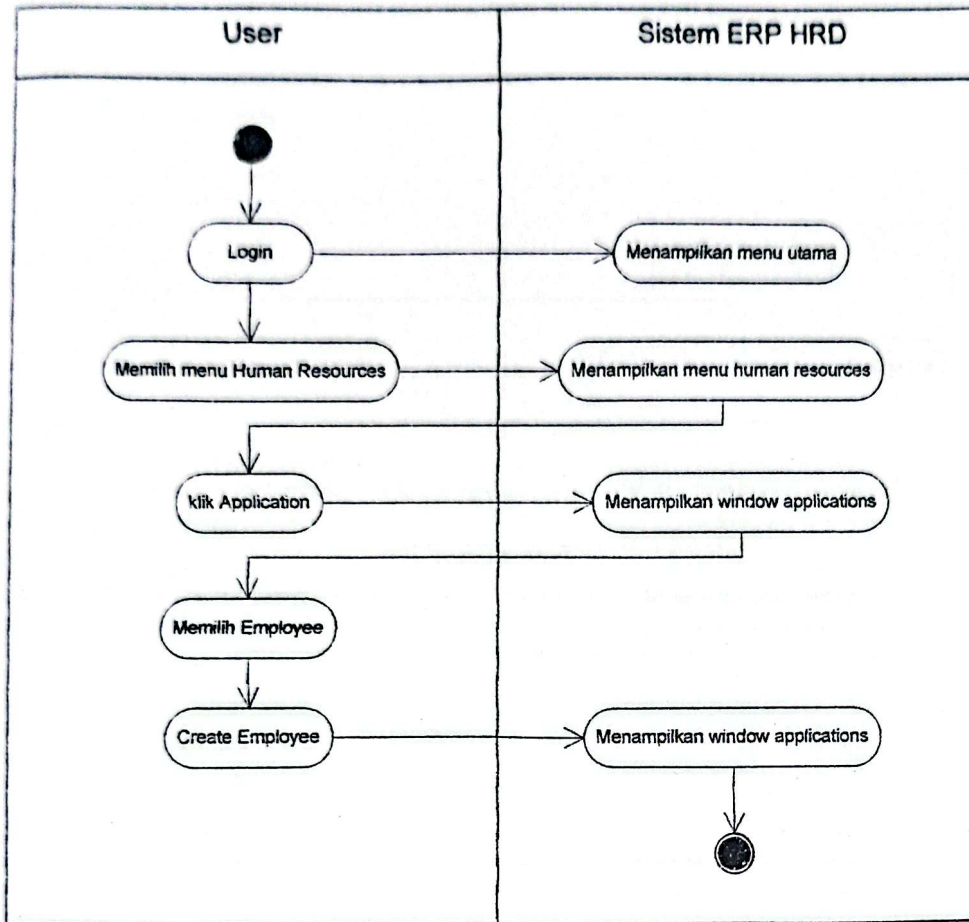 User
Sistem ERP HRD
Login
Menampilkan menu utama
Memilih menu Human Resources
Menampilkan menu human resources
klik Application
Menampilkan window applications
Memilih Employee
Create Employee
Menampilkan window applications